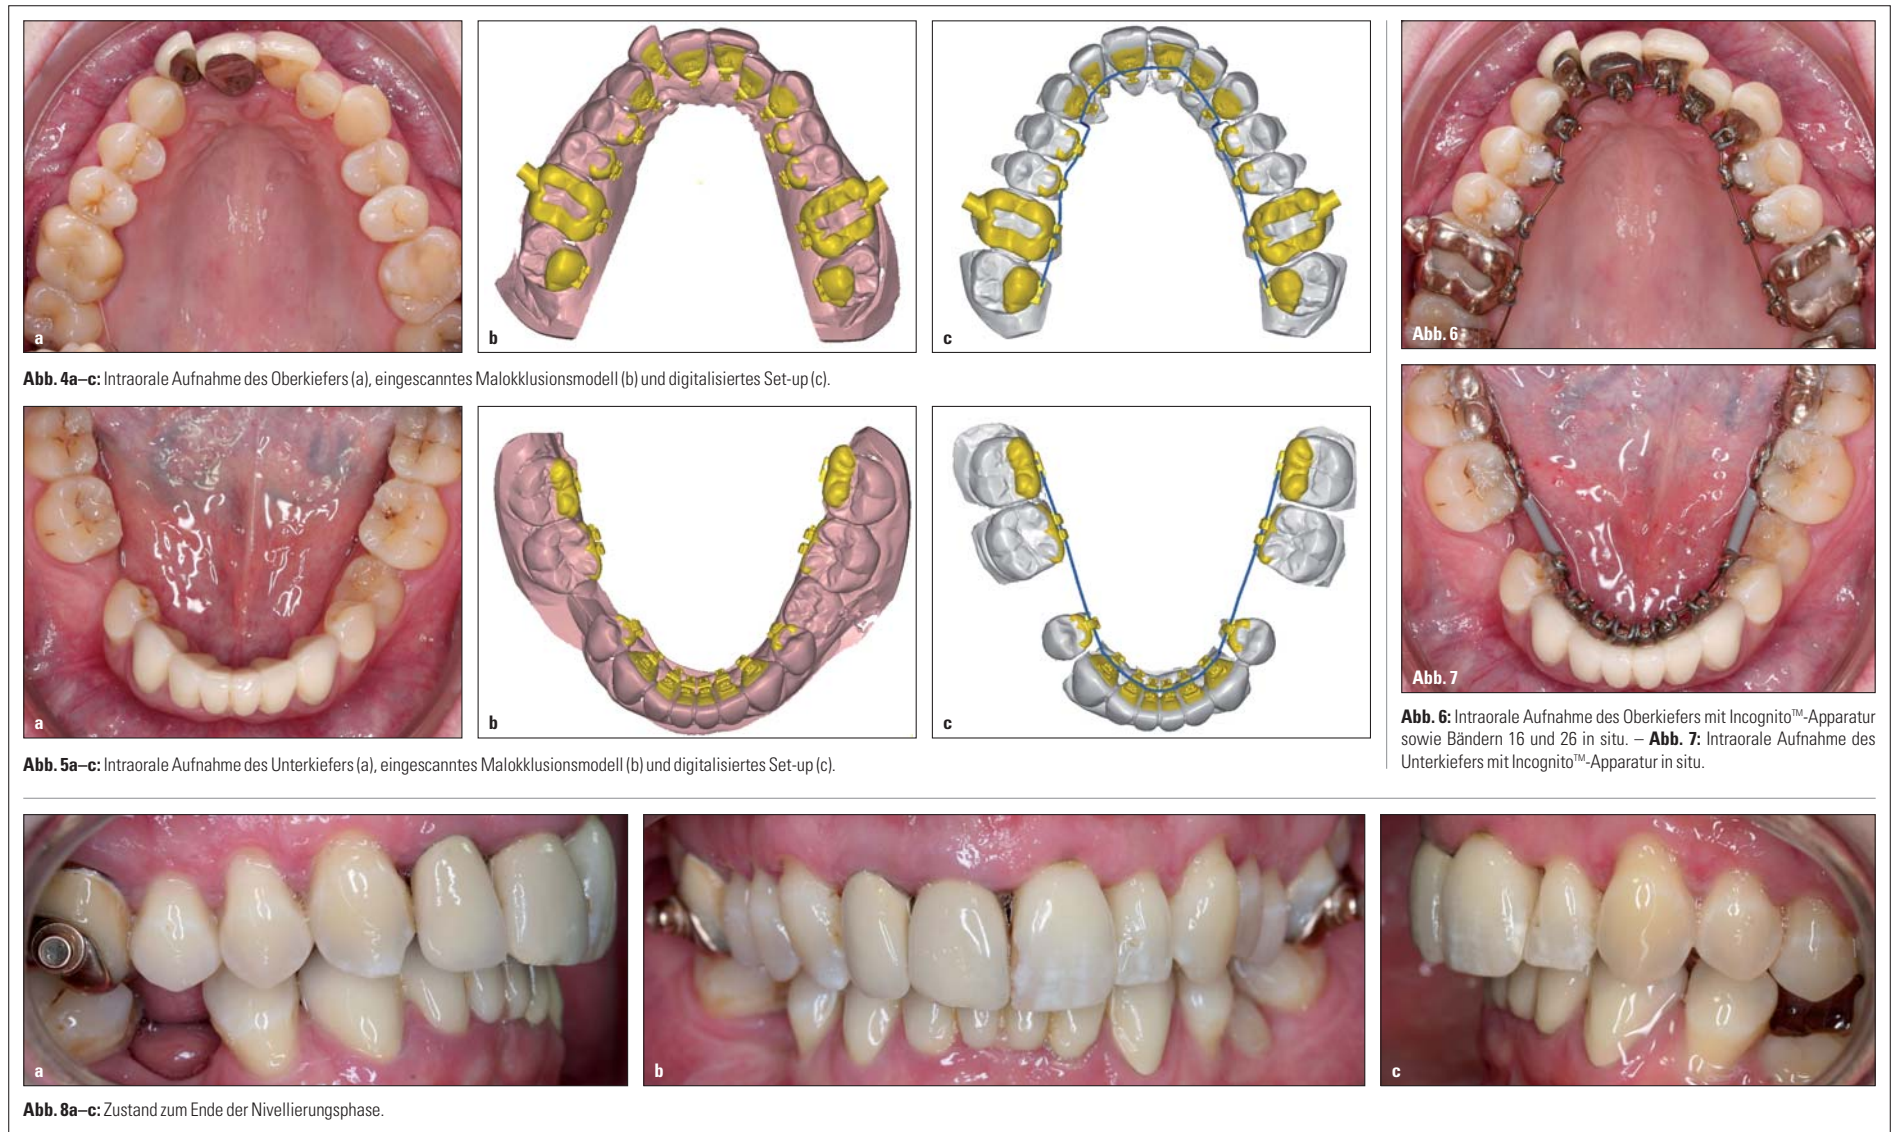 a
b
c
Abb. 4a–c: Intraorale Aufnahme des Oberkiefers (a), eingescanntes Malokklusionsmodell (b) und digitalisiertes Set-up (c).
a
b
c
Abb. 5a–c: Intraorale Aufnahme des Unterkiefers (a), eingescanntes Malokklusionsmodell (b) und digitalisiertes Set-up (c).
Abb. 6
Abb. 7
Abb. 6: Intraorale Aufnahme des Oberkiefers mit Incognito™-Apparatur
sowie Bändern 16 und 26 in situ. – Abb. 7: Intraorale Aufnahme des
Unterkiefers mit Incognito™-Apparatur in situ.
a
b
c
Abb. 8a–c: Zustand zum Ende der Nivellierungsphase.